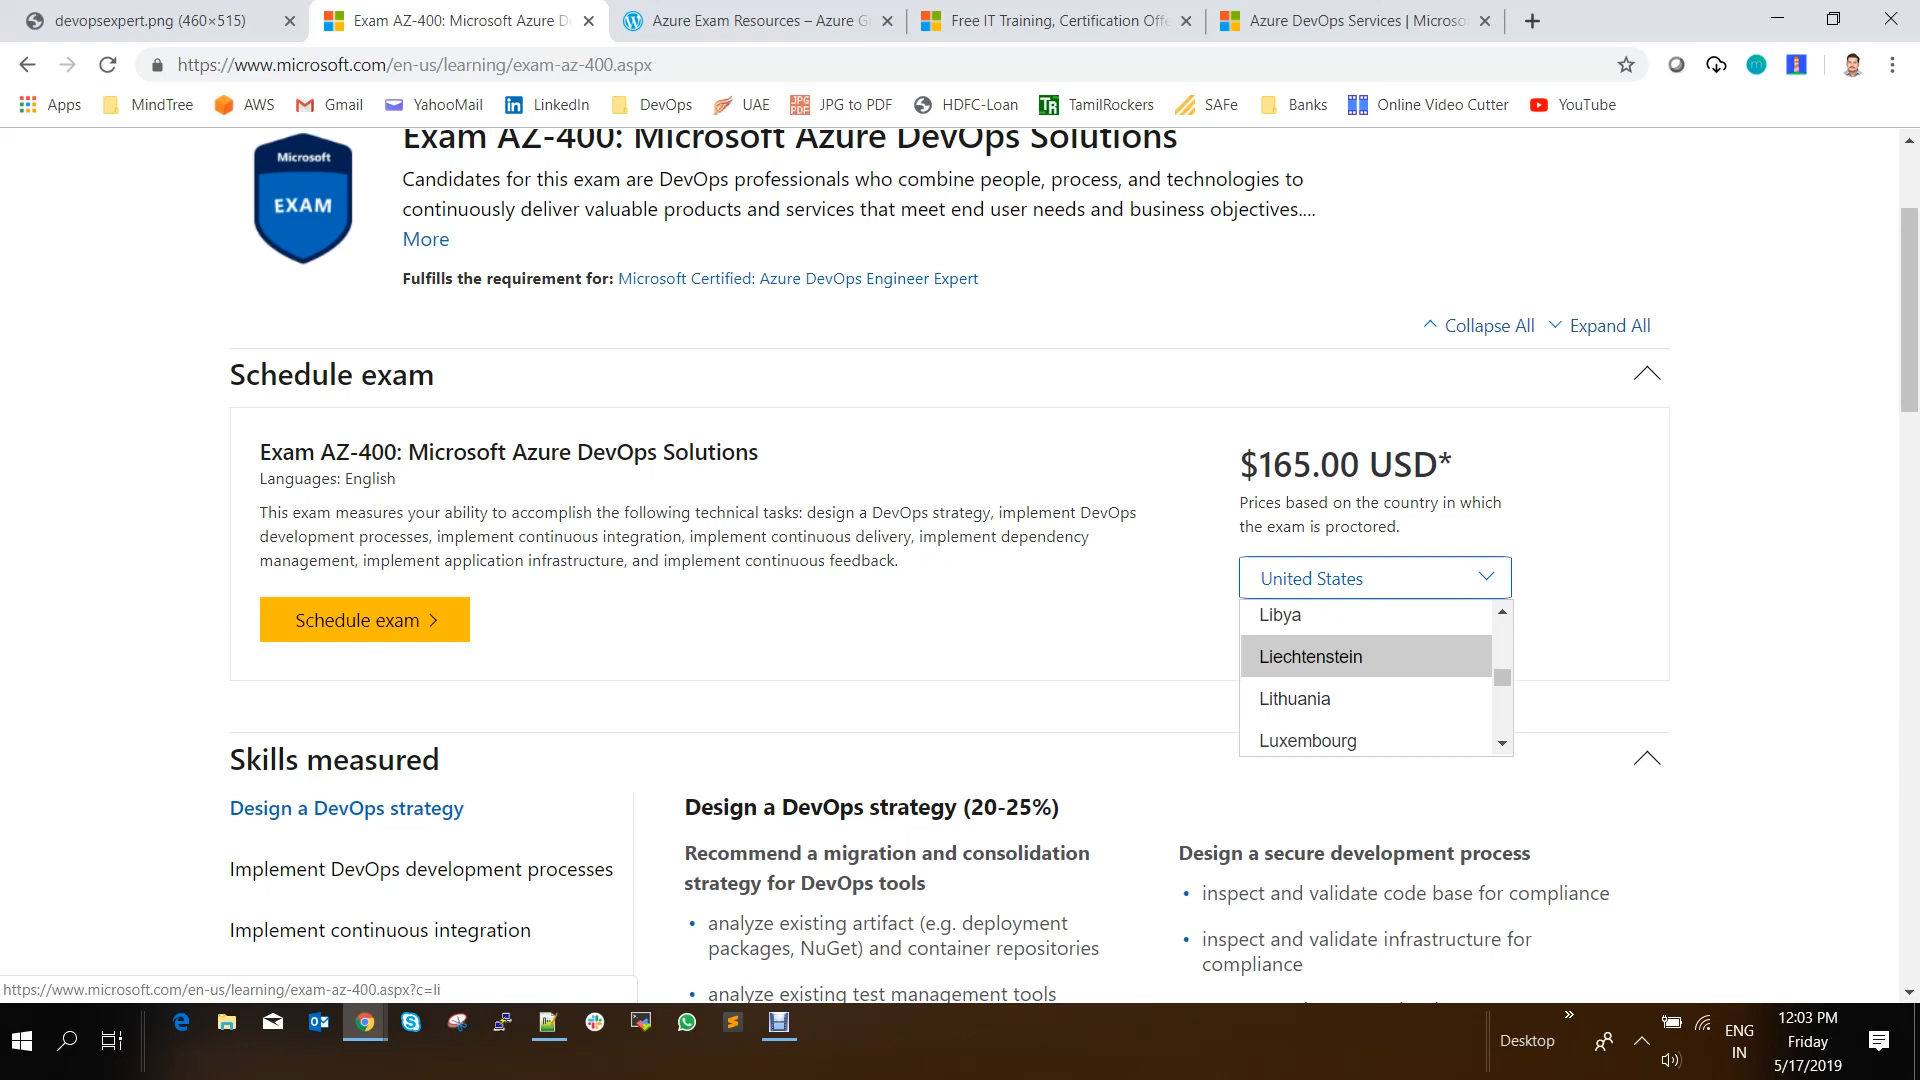 devopsexpert.png (460×515)
Exam AZ-400: Microsoft Azure D
Azure Exam Resources – Azure G
Free IT Training, Certification Offe
Azure DevOps Services | Microso
https://www.microsoft.com/en-us/learning/exam-az-400.aspx
Apps
MindTree
AWS
Gmail
YahooMail
LinkedIn
DevOps
UAE
JPG to PDF
HDFC-Loan
TamilRockers
SAFe
Banks
Online Video Cutter
YouTube
Microsoft
EXAM
Exam AZ-400: Microsoft Azure DevOps Solutions
Candidates for this exam are DevOps professionals who combine people, process, and technologies to
continuously deliver valuable products and services that meet end user needs and business objectives....
More
Fulfills the requirement for: Microsoft Certified: Azure DevOps Engineer Expert
Collapse All
Expand All
Schedule exam
Exam AZ-400: Microsoft Azure DevOps Solutions
Languages: English
This exam measures your ability to accomplish the following technical tasks: design a DevOps strategy, implement DevOps
development processes, implement continuous integration, implement continuous delivery, implement dependency
management, implement application infrastructure, and implement continuous feedback.
Schedule exam
$165.00 USD*
Prices based on the country in which
the exam is proctored.
United States
Libya
Liechtenstein
Lithuania
Luxembourg
Skills measured
Design a DevOps strategy
Implement DevOps development processes
Implement continuous integration
Design a DevOps strategy (20-25%)
Recommend a migration and consolidation
strategy for DevOps tools
• analyze existing artifact (e.g. deployment
packages, NuGet) and container repositories
• analyze existing test management tools
Design a secure development process
• inspect and validate code base for compliance
• inspect and validate infrastructure for
compliance
https://www.microsoft.com/en-us/learning/exam-az-400.aspx?c=li
Desktop
ENG
IN
12:03 PM
Friday
5/17/2019